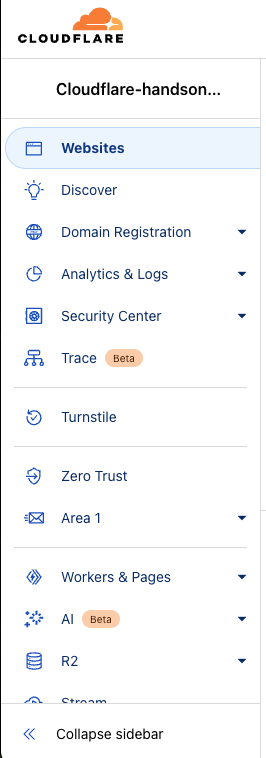 CLOUDFLARE
Cloudflare-handson...
Websites
Discover
Domain Registration
Analytics & Logs
Security Center
Trace Beta
Turnstile
Zero Trust
Area 1
Workers & Pages
AI Beta
R2
Stream
Collapse sidebar